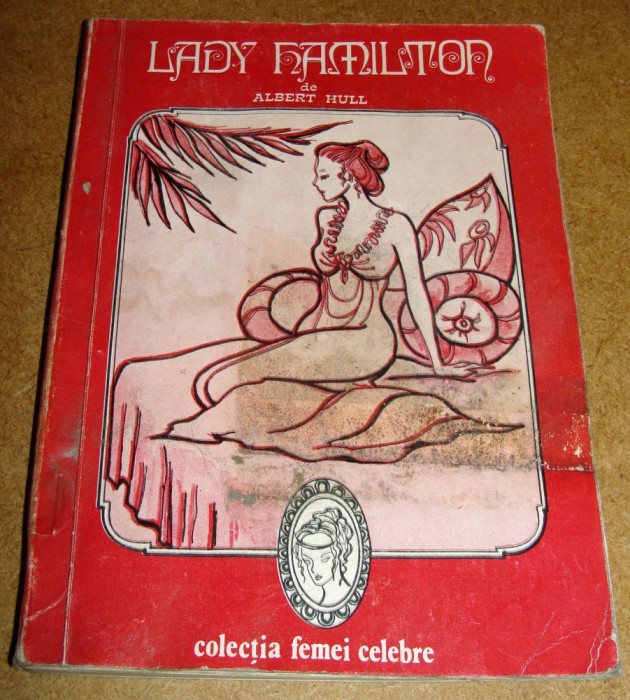 LADY HAMILTON
de
ALBERT HULL
colecția femei celebre